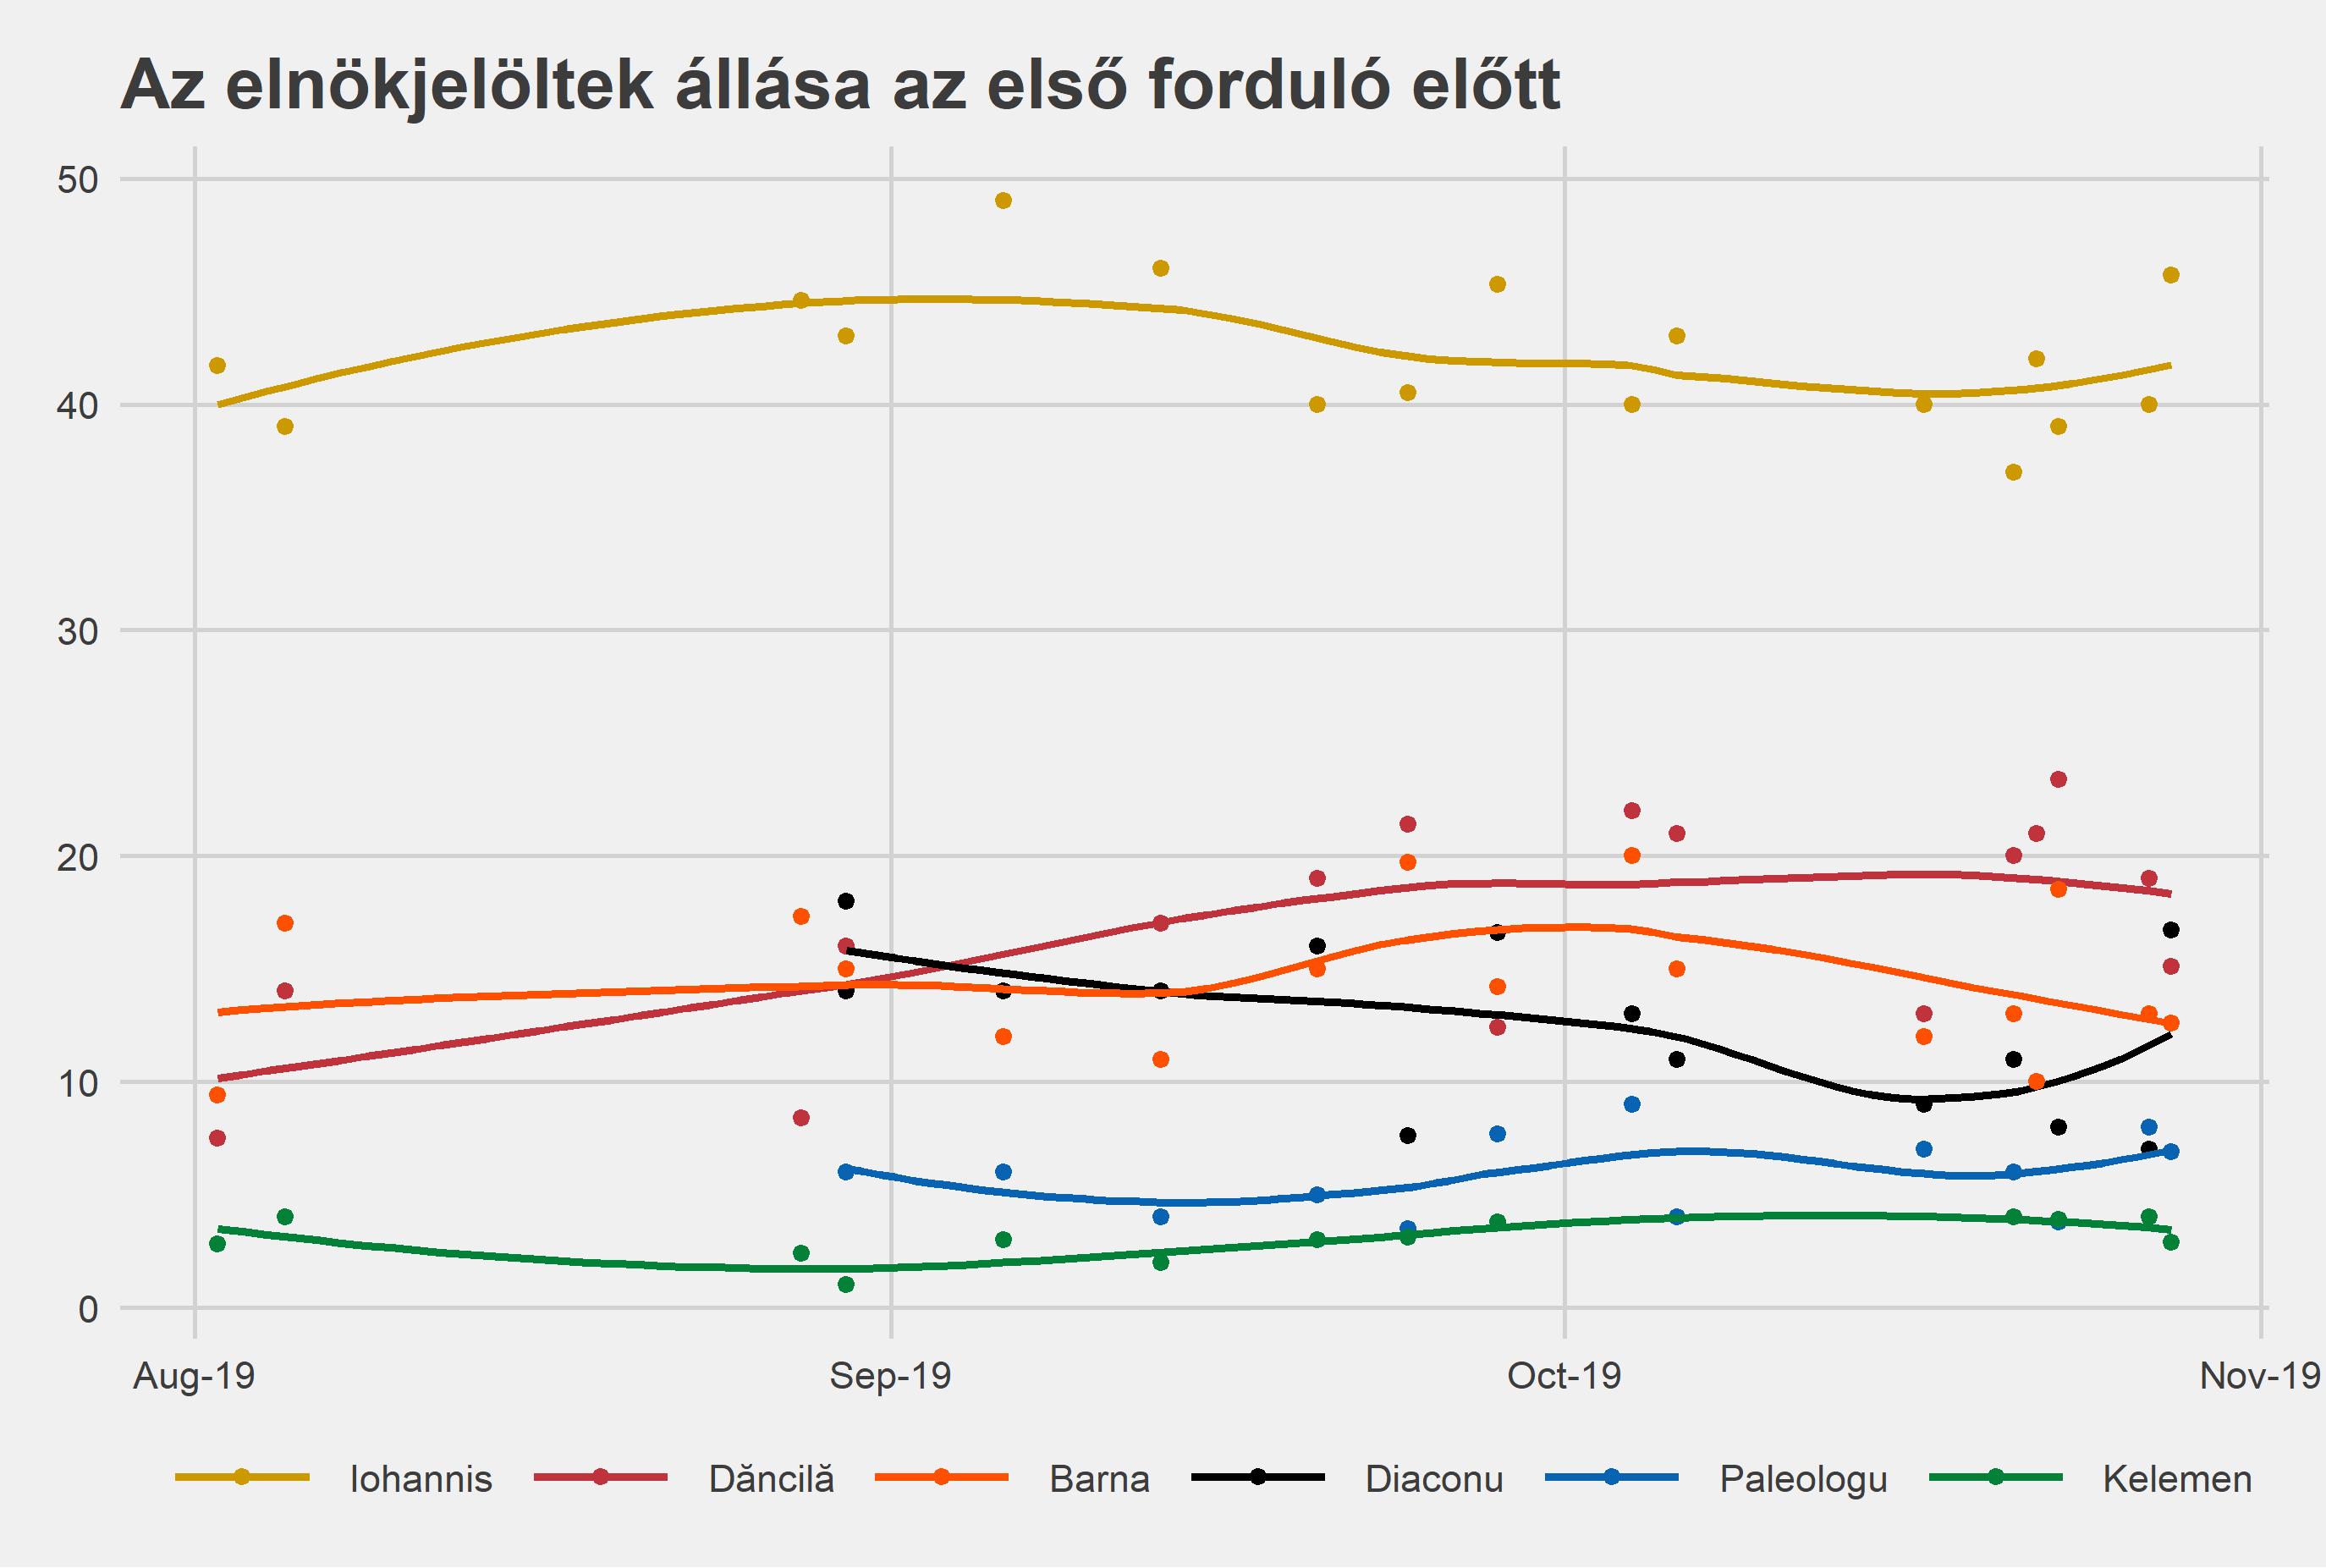 Az elnökjelöltek állása az első forduló előtt
50
40
30
20
10
0
Aug-19 Sep-19 Oct-19 Nov-19
Iohannis Dăncilă Barna Diaconu Paleologu Kelemen